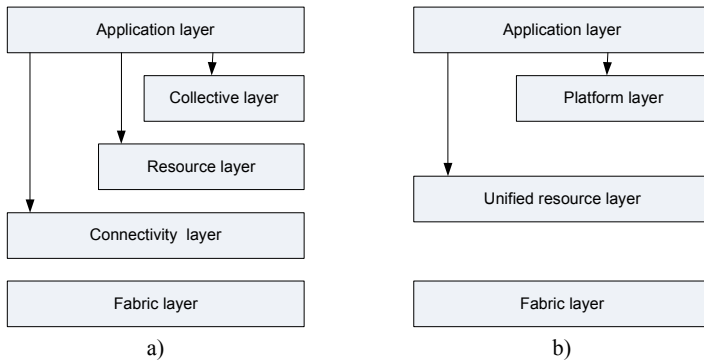 Application layer
Collective layer
Resource layer
Connectivity layer
Fabric layer
a)
Application layer
Platform layer
Unified resource layer
Fabric layer
b)